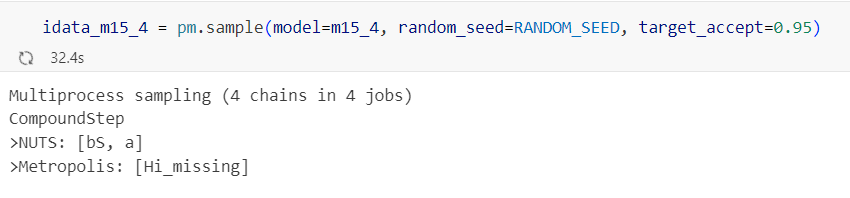 idata_m15_4 = pm.sample(model=m15_4, random_seed=RANDOM_SEED, target_accept=0.95)
32.4s
Multiprocess sampling (4 chains in 4 jobs)
CompoundStep
>NUTS: [bS, a]
>Metropolis: [Hi_missing]